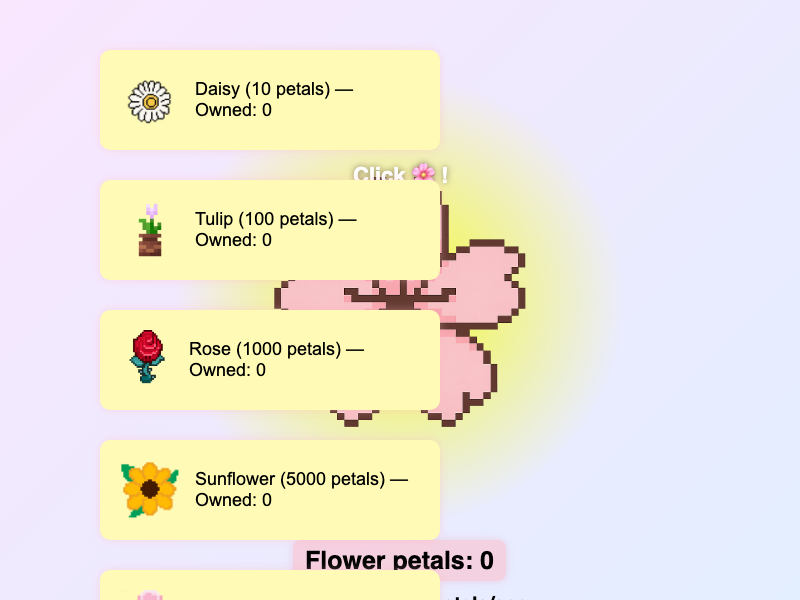 Daisy (10 petals) —
Owned: 0
Click 🌸 !
Tulip (100 petals) —
Owned: 0
Rose (1000 petals) —
Owned: 0
Sunflower (5000 petals) —
Owned: 0
Flower petals: 0